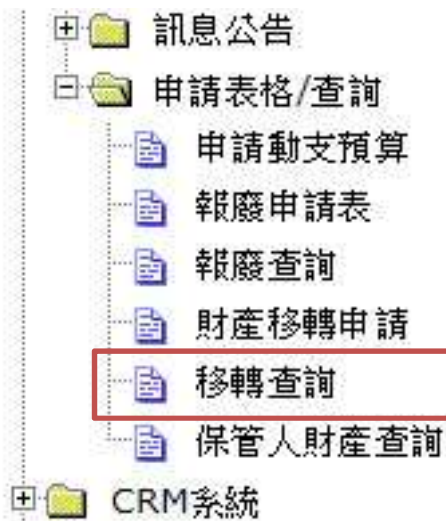 訊息公告
申請表格/查詢
申請動支預算
報廢申請表
報廢查詢
財產移轉申請
移轉查詢
保管人財產查詢
CRM系統